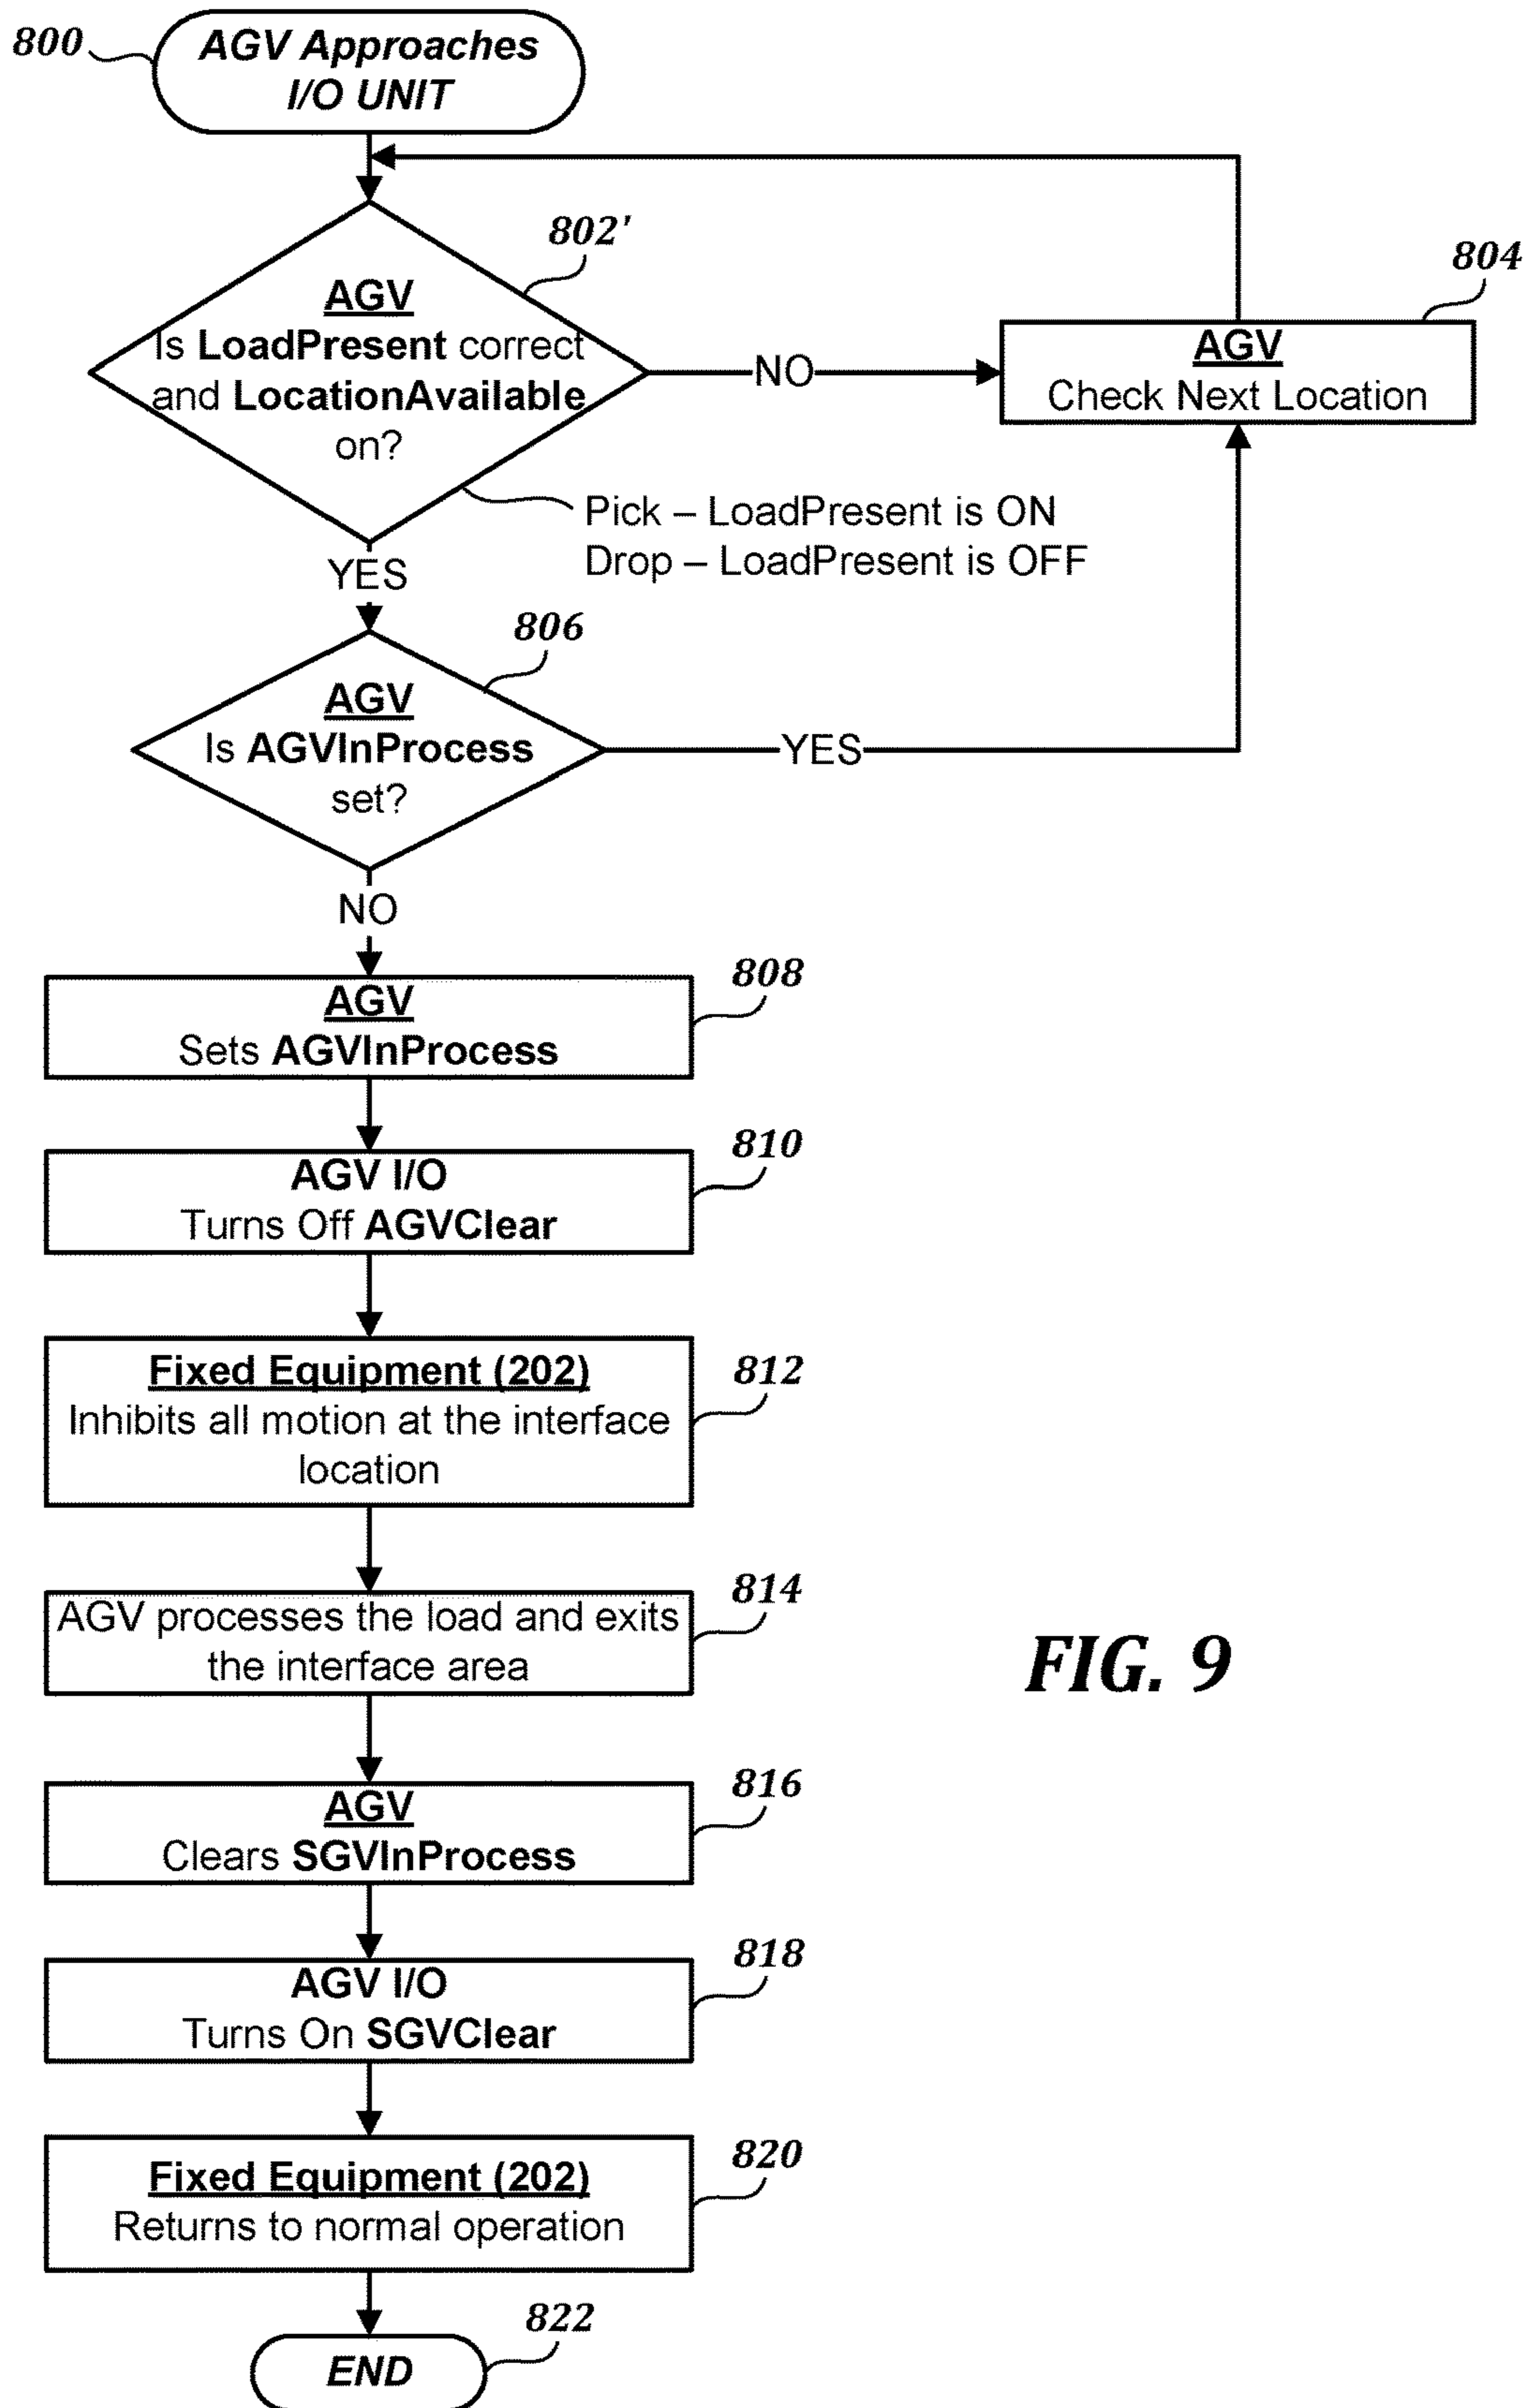 800
AGV Approaches
I/O UNIT
802'
AGV
Is LoadPresent correct
and LocationAvailable
on?
NO
804
AGV
Check Next Location
Pick – LoadPresent is ON
Drop – LoadPresent is OFF
YES
806
AGV
Is AGVInProcess
set?
YES
NO
808
AGV
Sets AGVInProcess
810
AGV I/O
Turns Off AGVClear
812
Fixed Equipment (202)
Inhibits all motion at the interface
location
814
AGV processes the load and exits
the interface area
FIG. 9
816
AGV
Clears SGVInProcess
818
AGV I/O
Turns On SGVClear
820
Fixed Equipment (202)
Returns to normal operation
822
END